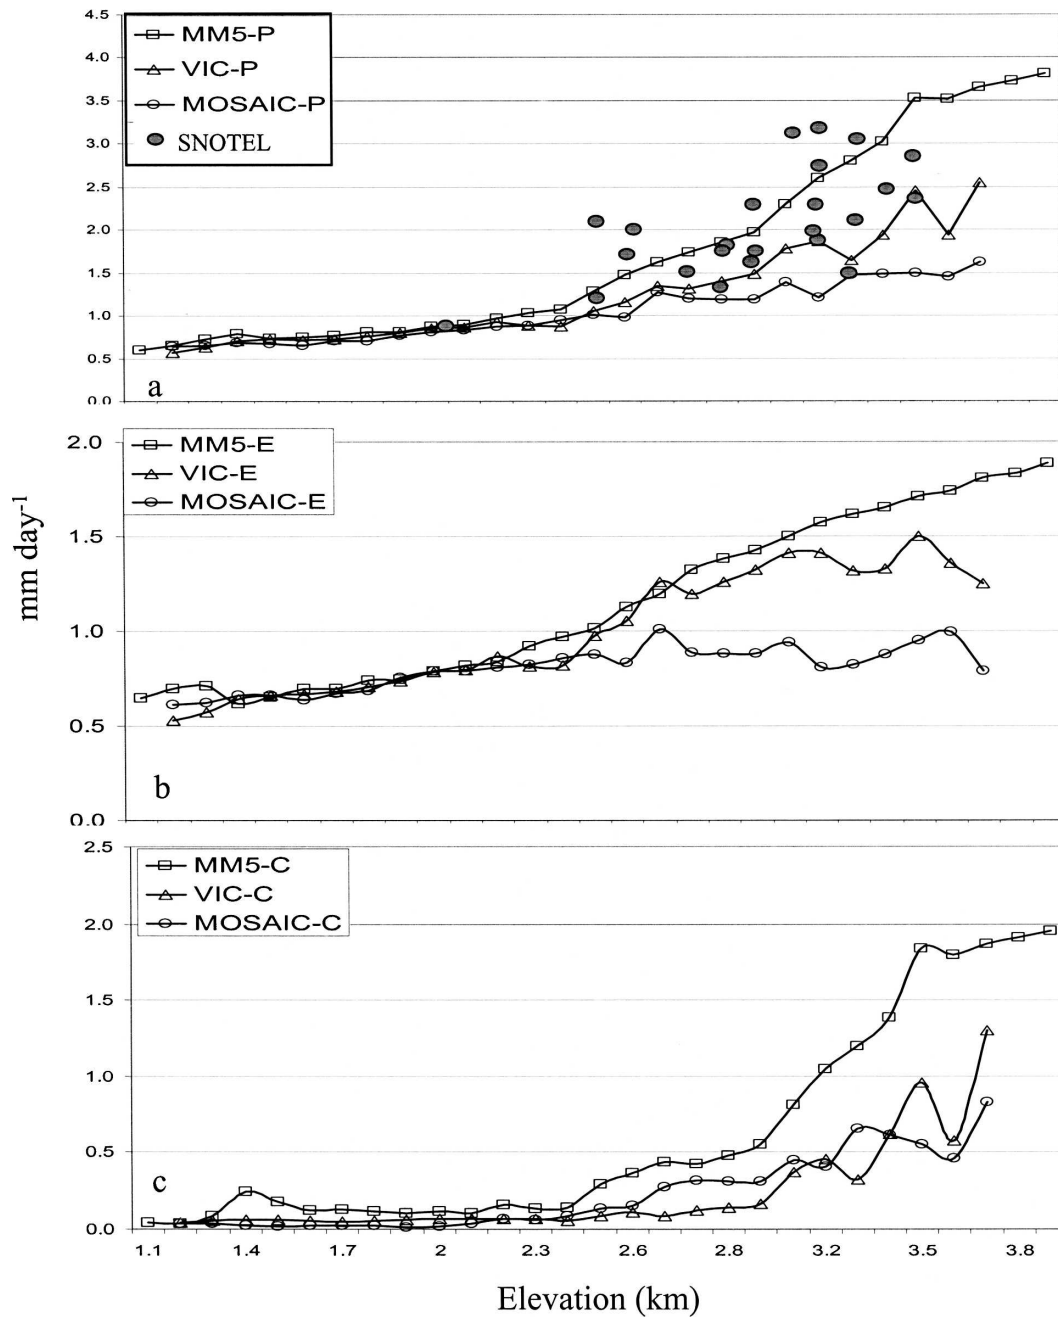 4.5
4.0
3.5
3.0
2.5
2.0
1.5
1.0
0.5
0.0
MM5-P
VIC-P
MOSAIC-P
SNOTEL
a
mm day-1
2.0
1.5
1.0
0.5
0.0
MM5-E
VIC-E
MOSAIC-E
b
2.5
2.0
1.5
1.0
0.5
0.0
MM5-C
VIC-C
MOSAIC-C
c
1.1 1.4 1.7 2 2.3 2.6 2.8 3.2 3.5 3.8
Elevation (km)